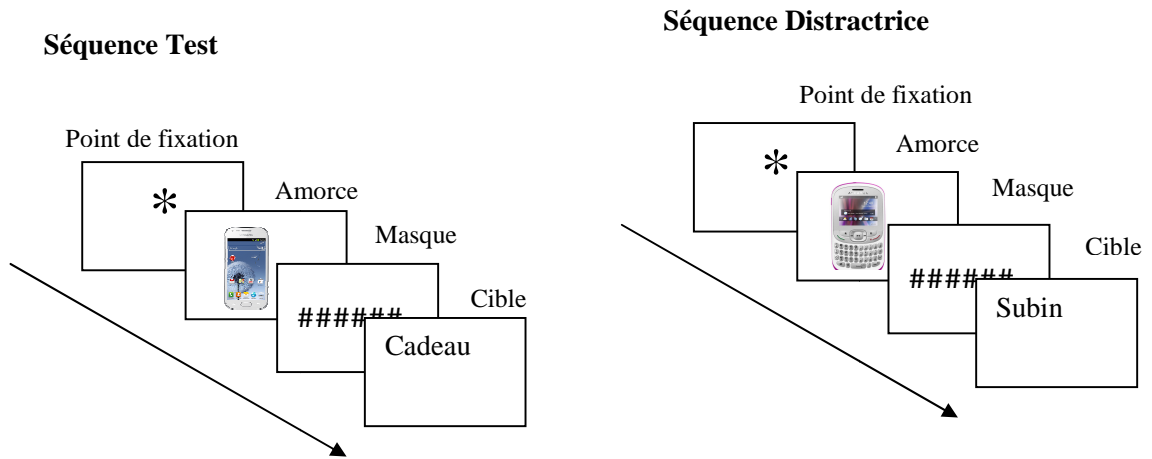 Séquence Test
Point de fixation
*
Amorce
Masque
######
Cible
Cadeau
Séquence Distractrice
Point de fixation
*
Amorce
Masque
######
Cible
Subin